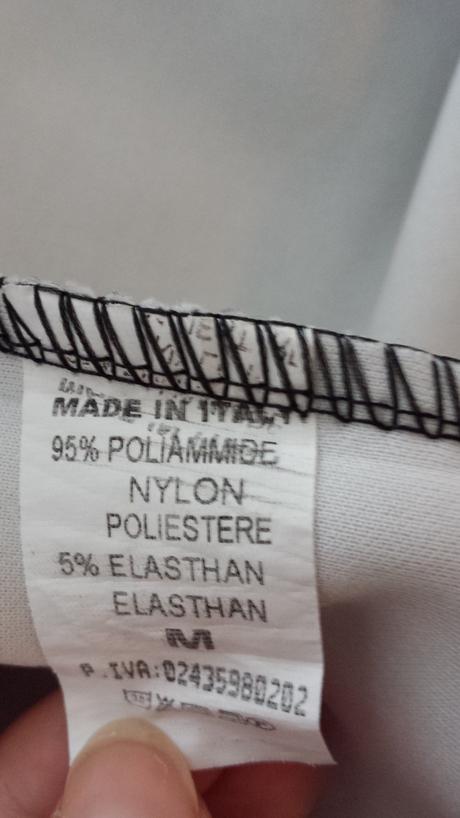 MADE IN ITALY
95% POLIAMMIDE
NYLON
POLIESTERE
5% ELASTHAN
ELASTHAN
M
P.IVA:02435980202